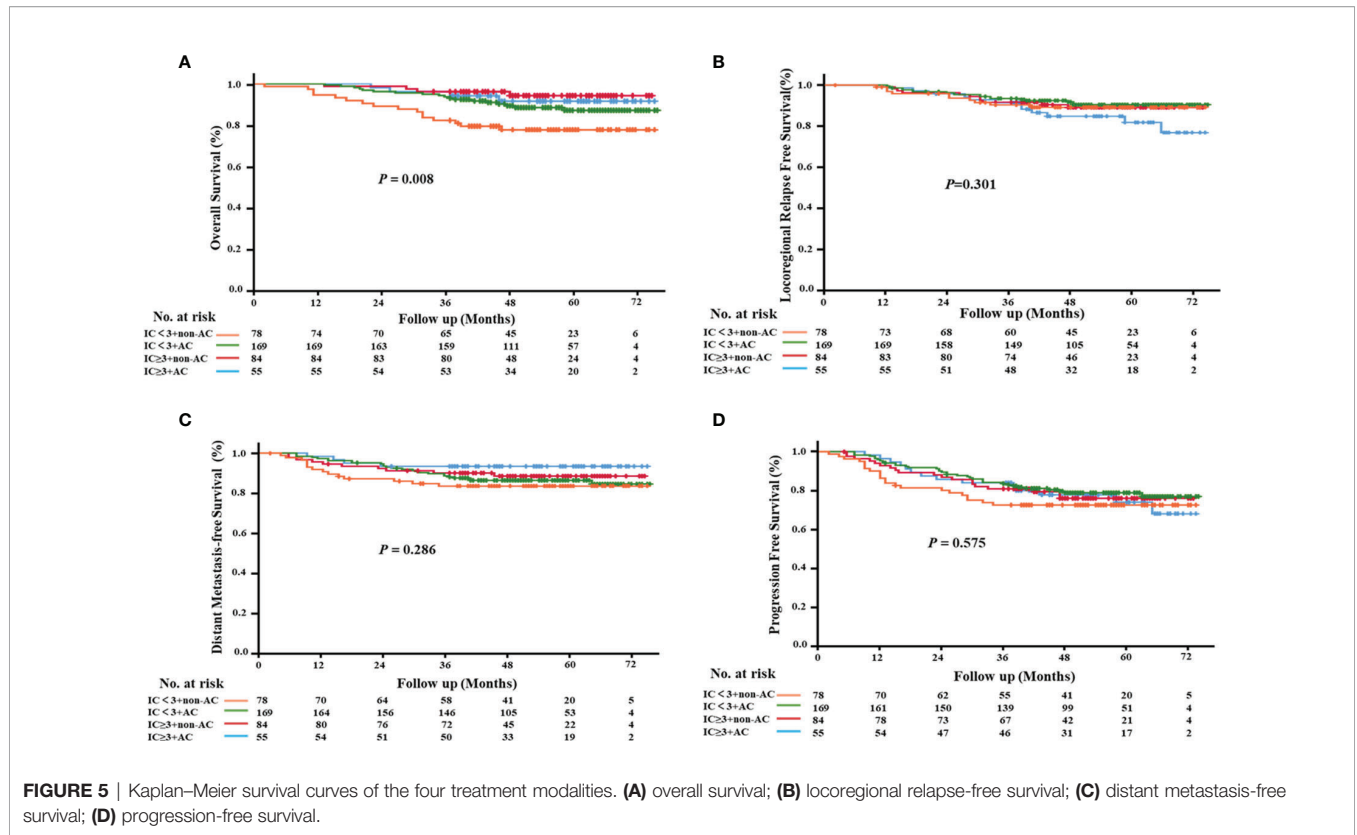 A
Overall Survival (%)
1.0
0.8
0.6
0.4
0.2
0.0
P = 0.008
0 12 24 36 48 60 72
No. at risk Follow up (Months)
IC<3+non-AC 78 74 70 65 45 23 6
IC<3+AC 169 169 163 159 111 57 4
IC≥3+non-AC 84 84 83 80 48 24 4
IC≥3+AC 55 55 54 53 34 20 2
B
Locoregional Relapse Free Survival(%)
1.0
0.8
0.6
0.4
0.2
0.0
P=0.301
0 12 24 36 48 60 72
No. at risk Follow up (Months)
IC<3+non-AC 78 73 68 60 45 23 6
IC<3+AC 169 169 158 149 105 54 4
IC≥3+non-AC 84 83 80 74 46 23 4
IC≥3+AC 55 55 51 48 32 18 2
C
Distant Metastasis-free Survival (%)
1.0
0.8
0.6
0.4
0.2
0.0
P = 0.286
0 12 24 36 48 60 72
No. at risk Follow up (Months)
IC<3+non-AC 78 70 64 58 41 20 5
IC<3+AC 169 164 156 146 105 53 4
IC≥3+non-AC 84 80 76 72 45 22 4
IC≥3+AC 55 54 51 50 33 19 2
D
Progression Free Survival (%)
1.0
0.8
0.6
0.4
0.2
0.0
P = 0.575
0 12 24 36 48 60 72
No. at risk Follow up (Months)
IC<3+non-AC 78 70 62 55 41 20 5
IC<3+AC 169 161 150 139 99 51 4
IC≥3+non-AC 84 78 73 67 42 21 4
IC≥3+AC 55 54 47 46 31 17 2
FIGURE 5 | Kaplan–Meier survival curves of the four treatment modalities. (A) overall survival; (B) locoregional relapse-free survival; (C) distant metastasis-free
survival; (D) progression-free survival.